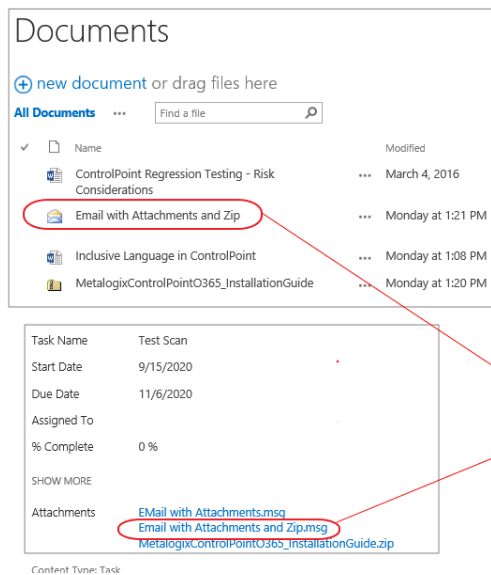 Documents
new document or drag files here
All Documents ... Find a file
Name Modified
ControlPoint Regression Testing - Risk ... March 4, 2016
Considerations
Email with Attachments and Zip ... Monday at 1:21 PM
Inclusive Language in ControlPoint ... Monday at 1:08 PM
MetalogixControlPointO365_InstallationGuide ... Monday at 1:20 PM
Task Name Test Scan
Start Date 9/15/2020
Due Date 11/6/2020
Assigned To
% Complete 0 %
SHOW MORE
Attachments EMail with Attachments.msg
Email with Attachments and Zip.msg
MetalogixControlPointO365_InstallationGuide.zip
Content Type: Task